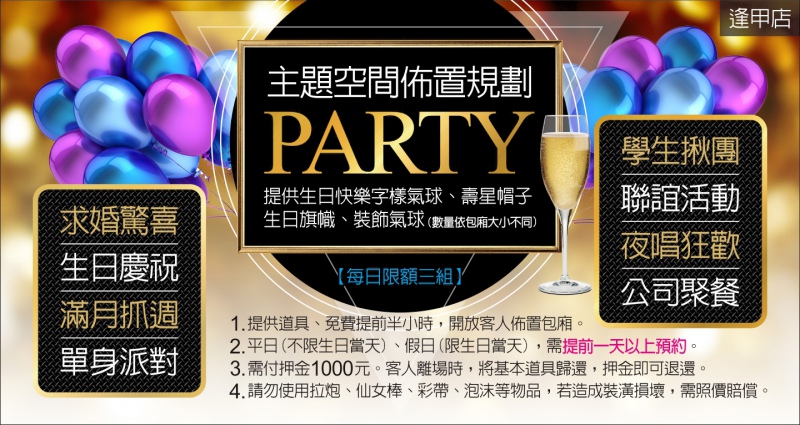 逢甲店
主題空間佈置規劃
PARTY
提供生日快樂字樣氣球、壽星帽子
生日旗幟、裝飾氣球(數量依包廂大小不同)
【每日限額三組】
求婚驚喜
生日慶祝
滿月抓週
單身派對
學生揪團
聯誼活動
夜唱狂歡
公司聚餐
1.提供道具、免費提前半小時，開放客人佈置包廂。
2.平日(不限生日當天)、假日(限生日當天)，需提前一天以上預約。
3.需付押金1000元。客人離場時，將基本道具歸還，押金即可退還。
4.請勿使用拉炮、仙女棒、彩帶、泡沫等物品，若造成裝潢損壞，需照價賠償。